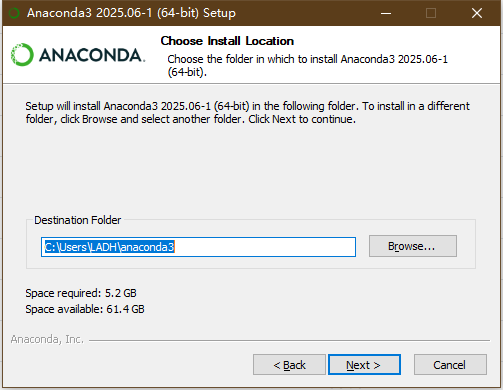 Anaconda3 2025.06-1 (64-bit) Setup
ANACONDA.
Choose Install Location
Choose the folder in which to install Anaconda3 2025.06-1
(64-bit).
Setup will install Anaconda3 2025.06-1 (64-bit) in the following folder. To install in a different
folder, click Browse and select another folder. Click Next to continue.
Destination Folder
C:\Users\LADH\anaconda3
Browse...
Space required: 5.2 GB
Space available: 61.4 GB
Anaconda, Inc.
< Back
Next >
Cancel